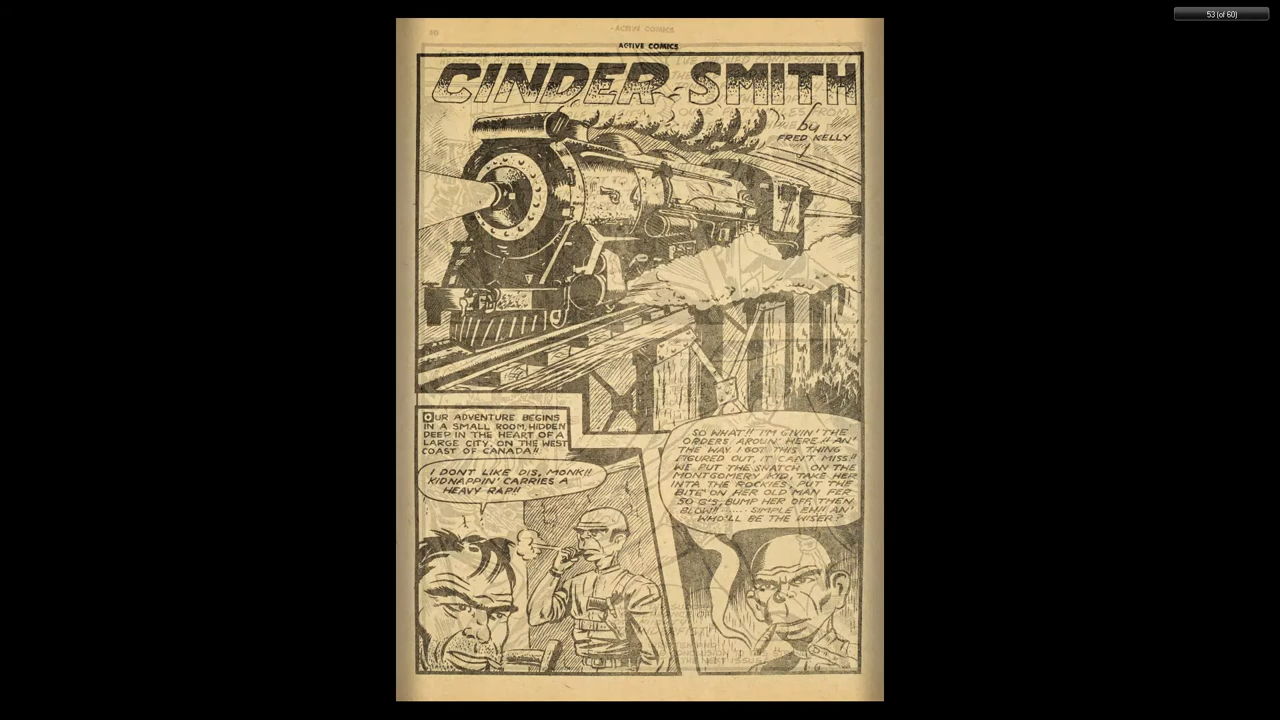 53 (of 60)
ACTIVE COMICS
CINDER-SMITH
by
FRED KELLY
OUR ADVENTURE BEGINS
IN A SMALL ROOM, HIDDEN
DEEP IN THE HEART OF A
LARGE CITY, ON THE WEST
COAST OF CANADA!!
I DONT LIKE DIS, MONK!!
KIDNAPPIN' CARRIES A
HEAVY RAP!!
SO WHAT!! I'M GIVIN' THE
ORDERS AROUN' HERE!! AN'
THE WAY I GOT THIS THING
FIGURED OUT, IT CAN'T MISS!!
WE PUT THE SNATCH ON THE
MONTGOMERY KID, TAKE HER
INTA THE ROCKIES, PUT THE
BITE ON HER OLD MAN FER
50 G'S, BUMP HER OFF, THEN
BLOW!! ...... SIMPLE EH!! AN'
WHO'LL BE THE WISER?